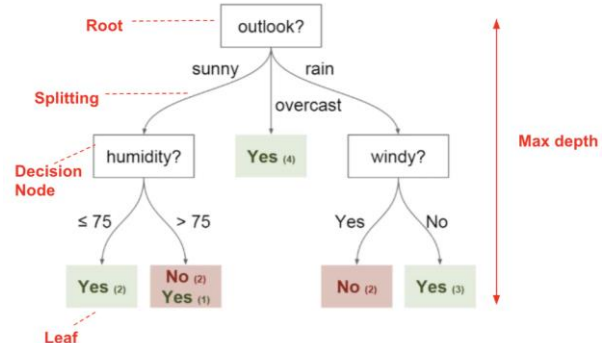 Root
outlook?
sunny
rain
Splitting
overcast
Max depth
humidity?
Yes (4)
windy?
Decision
Node
≤ 75
> 75
Yes
No
Yes (2)
No (2)
Yes (1)
No (2)
Yes (3)
Leaf